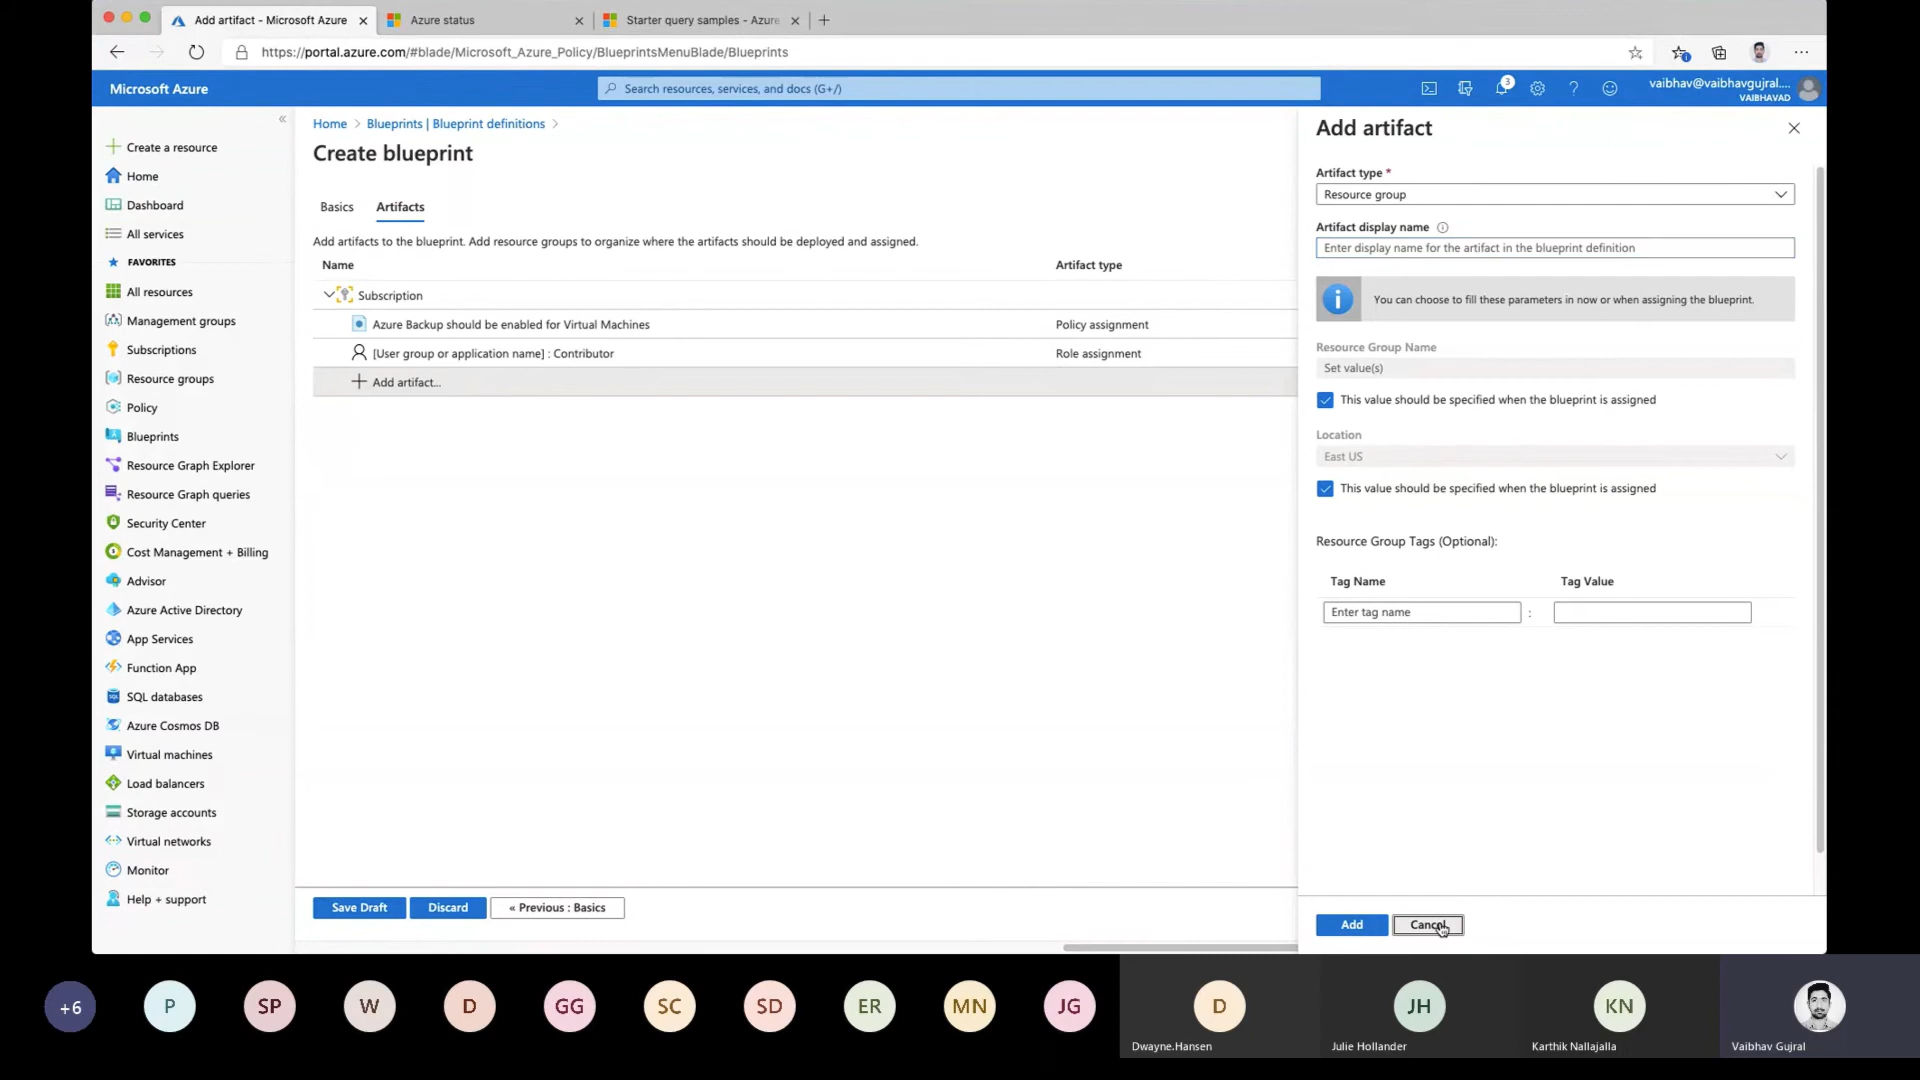 Add artifact - Microsoft Azure
Azure status
Starter query samples - Azure
https://portal.azure.com/#blade/Microsoft_Azure_Policy/BlueprintsMenuBlade/Blueprints
Microsoft Azure
Search resources, services, and docs (G+/)
3
vaibhav@vaibhavgujral....
VAIBHAVAD
Create a resource
Home
Dashboard
All services
FAVORITES
All resources
Management groups
Subscriptions
Resource groups
Policy
Blueprints
Resource Graph Explorer
Resource Graph queries
Security Center
Cost Management + Billing
Advisor
Azure Active Directory
App Services
Function App
SQL databases
Azure Cosmos DB
Virtual machines
Load balancers
Storage accounts
Virtual networks
Monitor
Help + support
Home > Blueprints | Blueprint definitions >
Create blueprint
Basics
Artifacts
Add artifacts to the blueprint. Add resource groups to organize where the artifacts should be deployed and assigned.
Name
Artifact type
Subscription
Azure Backup should be enabled for Virtual Machines
Policy assignment
[User group or application name] : Contributor
Role assignment
Add artifact...
Save Draft
Discard
« Previous : Basics
Add artifact
Artifact type *
Resource group
Artifact display name
Enter display name for the artifact in the blueprint definition
You can choose to fill these parameters in now or when assigning the blueprint.
Resource Group Name
Set value(s)
This value should be specified when the blueprint is assigned
Location
East US
This value should be specified when the blueprint is assigned
Resource Group Tags (Optional):
Tag Name
Tag Value
Enter tag name
:
Add
Cancel
+6
P
SP
W
D
GG
SC
SD
ER
MN
JG
D
JH
KN
Dwayne.Hansen
Julie Hollander
Karthik Nallajalla
Vaibhav Gujral